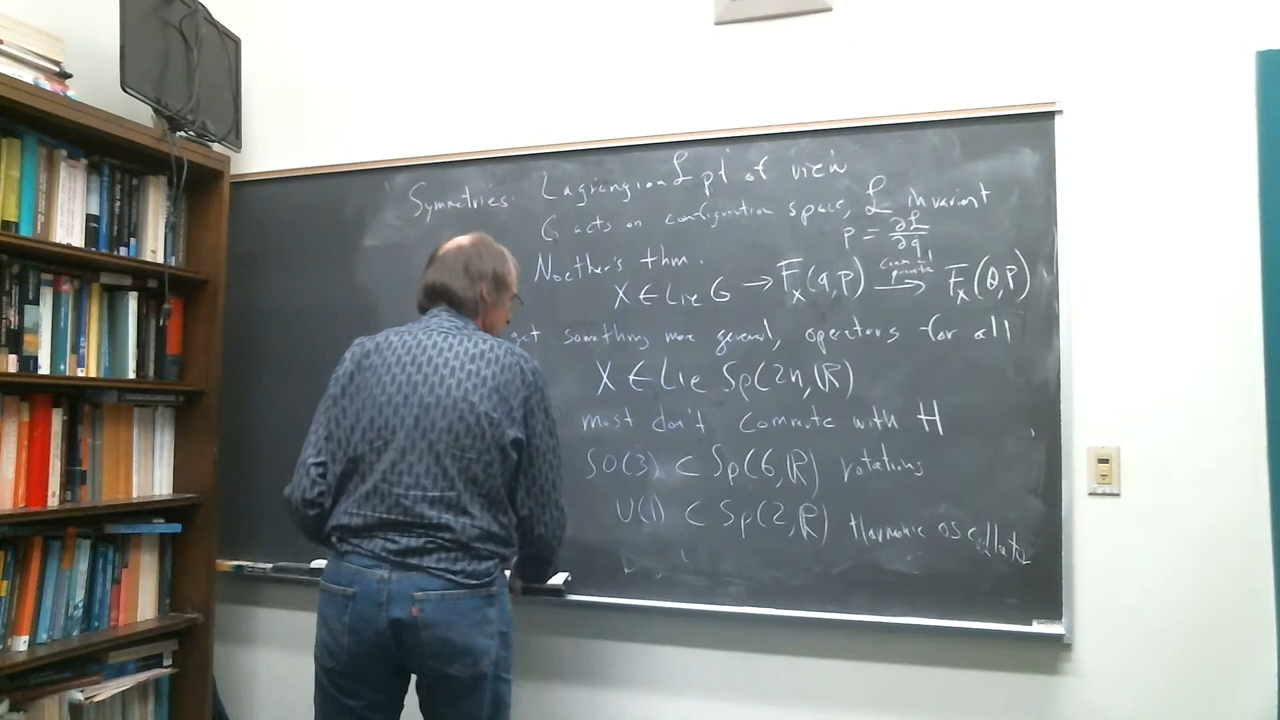 Symmetries: Lagrangian ℒ pt of view
G acts on configuration space, ℒ invariant
p = ∂ℒ/∂q
Noether's thm.
X ∈ Lie G → F_X(q,p) → F_X(Q,P)
get something more general, operators for all
X ∈ Lie Sp(2n,ℝ)
most don't commute with H
SO(3) ⊂ Sp(6,ℝ) rotations
U(1) ⊂ Sp(2,ℝ) Harmonic oscillator